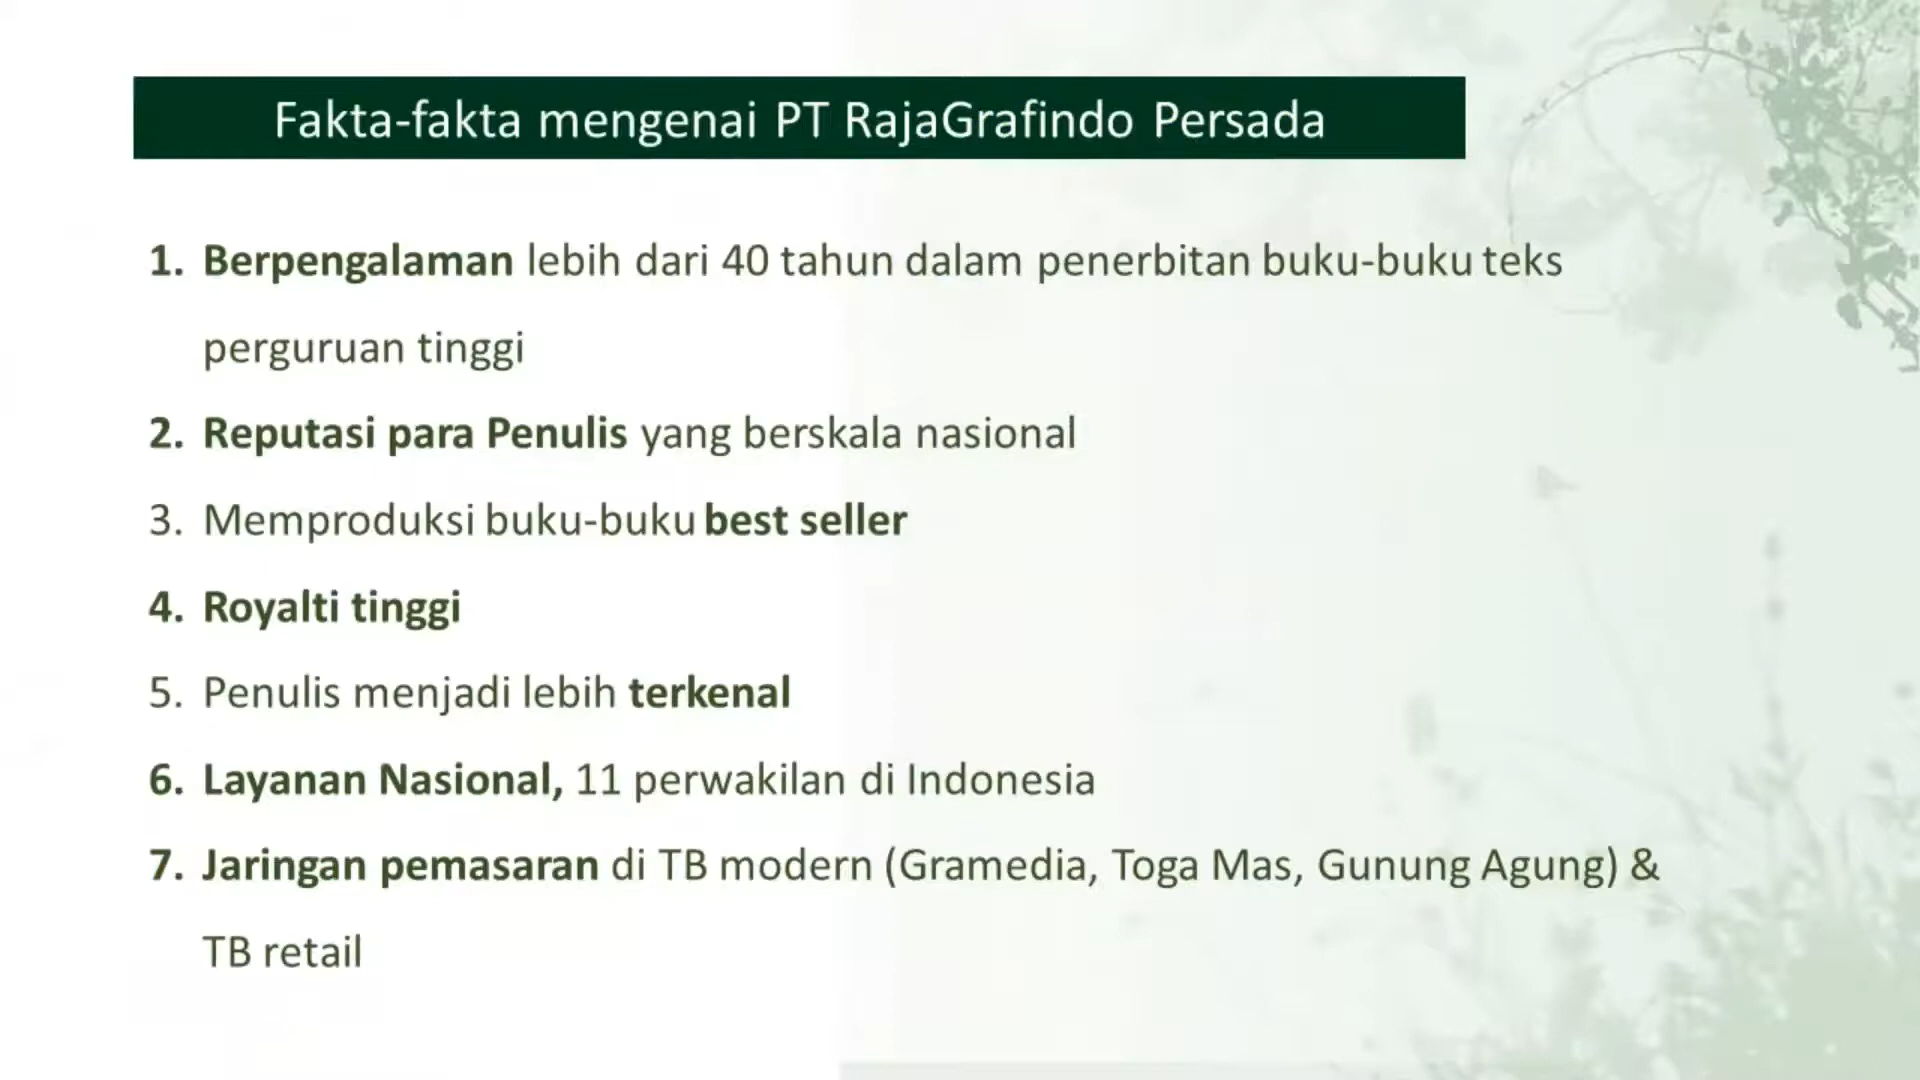 Fakta-fakta mengenai PT RajaGrafindo Persada
1. Berpengalaman lebih dari 40 tahun dalam penerbitan buku-buku teks
perguruan tinggi
2. Reputasi para Penulis yang berskala nasional
3. Memproduksi buku-buku best seller
4. Royalti tinggi
5. Penulis menjadi lebih terkenal
6. Layanan Nasional, 11 perwakilan di Indonesia
7. Jaringan pemasaran di TB modern (Gramedia, Toga Mas, Gunung Agung) &
TB retail